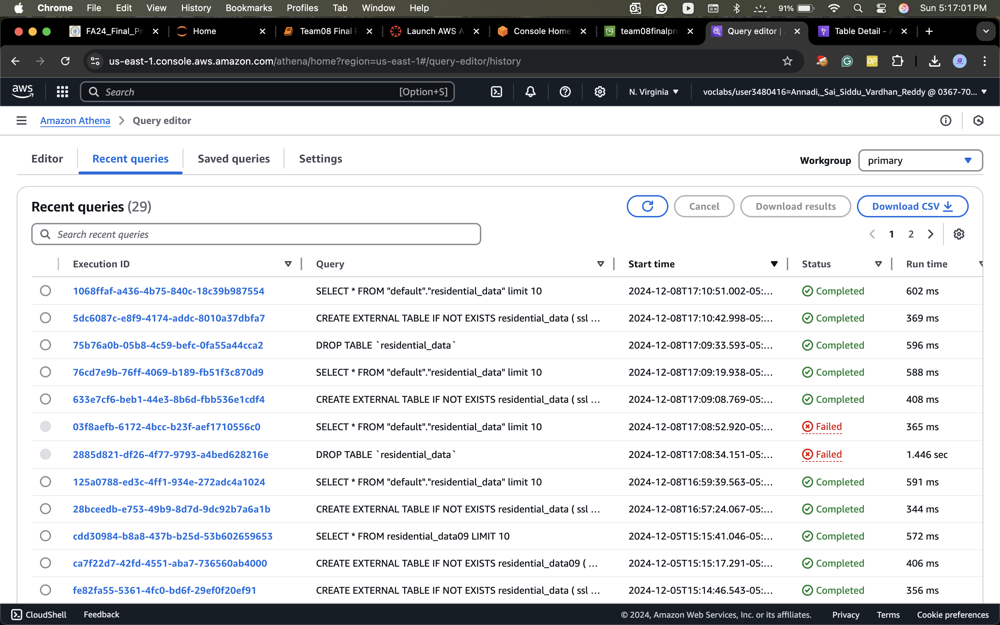 Chrome File Edit View History Bookmarks Profiles Tab Window Help 91% Sun 5:17:01 PM
FA24_Final_Pr Home Team08 Final Launch AWS A Console Home team08finalpro Query editor | Table Detail -
us-east-1.console.aws.amazon.com/athena/home?region=us-east-1#/query-editor/history
aws Search [Option+S] N. Virginia voclabs/user3480416=Annadi,_Sai_Siddu_Vardhan_Reddy @ 0367-70...
Amazon Athena Query editor
Editor Recent queries Saved queries Settings Workgroup primary
Recent queries (29) Cancel Download results Download CSV
Search recent queries 1 2
Execution ID Query Start time Status Run time
1068ffaf-a436-4b75-840c-18c39b987554 SELECT * FROM "default"."residential_data" limit 10 2024-12-08T17:10:51.002-05:... Completed 602 ms
5dc6087c-e8f9-4174-addc-8010a37dbfa7 CREATE EXTERNAL TABLE IF NOT EXISTS residential_data ( ssl ... 2024-12-08T17:10:42.998-05:... Completed 369 ms
75b76a0b-05b8-4c59-befc-0fa55a44cca2 DROP TABLE `residential_data` 2024-12-08T17:09:33.593-05:... Completed 596 ms
76cd7e9b-76ff-4069-b189-fb51f3c870d9 SELECT * FROM "default"."residential_data" limit 10 2024-12-08T17:09:19.938-05:... Completed 588 ms
633e7cf6-beb1-44e3-8b6d-fbb536e1cdf4 CREATE EXTERNAL TABLE IF NOT EXISTS residential_data ( ssl ... 2024-12-08T17:09:08.769-05:... Completed 408 ms
03f8aefb-6172-4bcc-b23f-aef1710556c0 SELECT * FROM "default"."residential_data" limit 10 2024-12-08T17:08:52.920-05:... Failed 365 ms
2885d821-df26-4f77-9793-a4bed628216e DROP TABLE `residential_data` 2024-12-08T17:08:34.151-05:... Failed 1.446 sec
125a0788-ed3c-4ff1-934e-272adc4a1024 SELECT * FROM "default"."residential_data" limit 10 2024-12-08T16:59:39.563-05:... Completed 591 ms
28bceedb-e753-49b9-8d7d-9dc92b7a6a1b CREATE EXTERNAL TABLE IF NOT EXISTS residential_data ( ssl ... 2024-12-08T16:57:24.067-05:... Completed 344 ms
cdd30984-b8a8-437b-b25d-53b602659653 SELECT * FROM residential_data09 LIMIT 10 2024-12-05T15:15:41.046-05:... Completed 572 ms
ca7f22d7-42fd-4551-aba7-736560ab4000 CREATE EXTERNAL TABLE IF NOT EXISTS residential_data09 ( ... 2024-12-05T15:15:17.291-05:... Completed 406 ms
fe82fa55-5361-4fc0-bd6f-29ef0f20ef91 CREATE EXTERNAL TABLE IF NOT EXISTS residential_data ( ssl ... 2024-12-05T15:14:46.543-05:... Completed 356 ms
CloudShell Feedback © 2024, Amazon Web Services, Inc. or its affiliates. Privacy Terms Cookie preferences